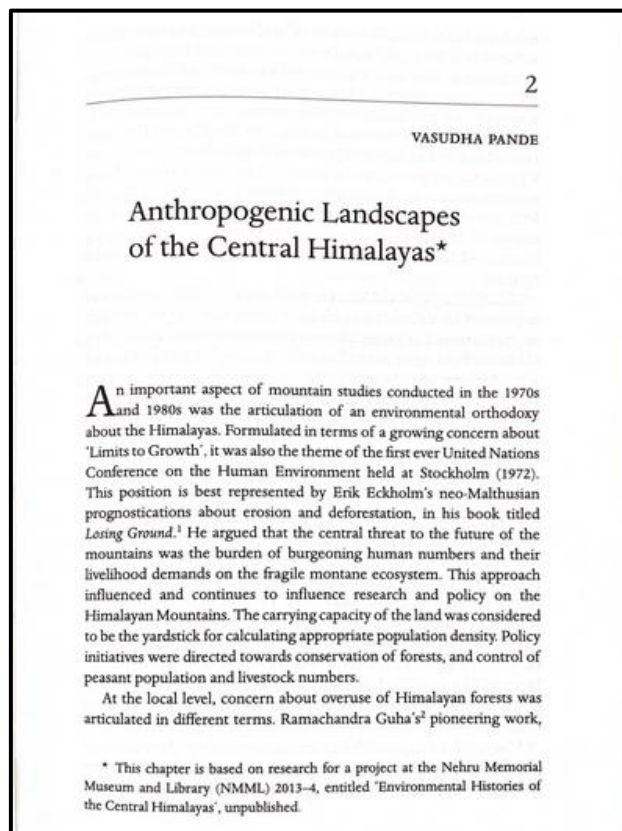 2
VASUDHA PANDE
Anthropogenic Landscapes
of the Central Himalayas*
An important aspect of mountain studies conducted in the 1970s
and 1980s was the articulation of an environmental orthodoxy
about the Himalayas. Formulated in terms of a growing concern about
'Limits to Growth', it was also the theme of the first ever United Nations
Conference on the Human Environment held at Stockholm (1972).
This position is best represented by Erik Eckholm's neo-Malthusian
prognostications about erosion and deforestation, in his book titled
Losing Ground.¹ He argued that the central threat to the future of the
mountains was the burden of burgeoning human numbers and their
livelihood demands on the fragile montane ecosystem. This approach
influenced and continues to influence research and policy on the
Himalayan Mountains. The carrying capacity of the land was considered
to be the yardstick for calculating appropriate population density. Policy
initiatives were directed towards conservation of forests, and control of
peasant population and livestock numbers.
At the local level, concern about overuse of Himalayan forests was
articulated in different terms. Ramachandra Guha's² pioneering work,
* This chapter is based on research for a project at the Nehru Memorial
Museum and Library (NMML) 2013–4, entitled 'Environmental Histories of
the Central Himalayas', unpublished.